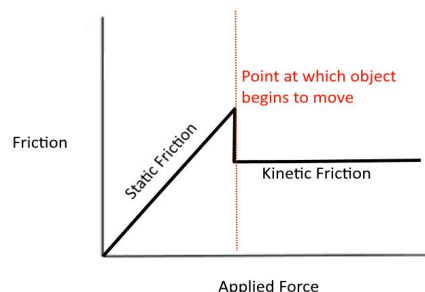 Point at which object
begins to move
Friction
Static Friction
Kinetic Friction
Applied Force